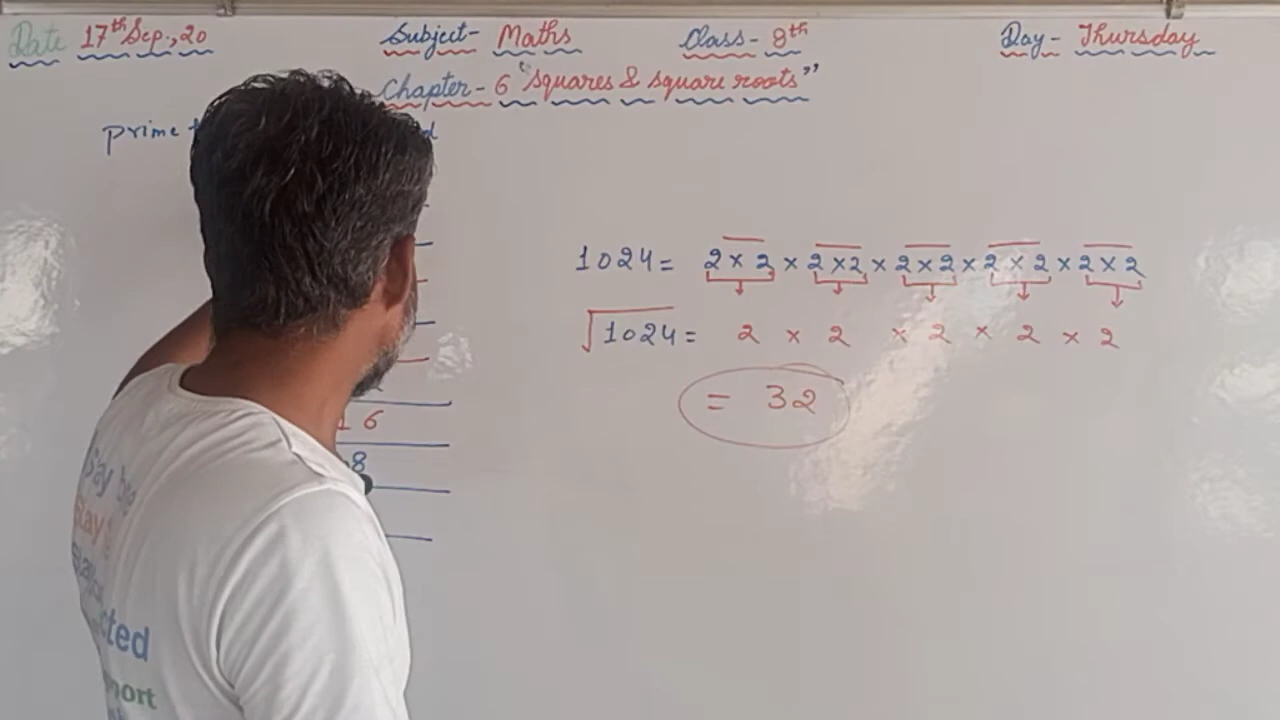 Date 17th Sep., 20 Subject- Maths Class- 8th Day- Thursday
Chapter- 6 "squares & square roots"
prime
1024 = 2 × 2 × 2 × 2 × 2 × 2 × 2 × 2 × 2 × 2
√1024 = 2 × 2 × 2 × 2 × 2
= 32
16
8
Stay